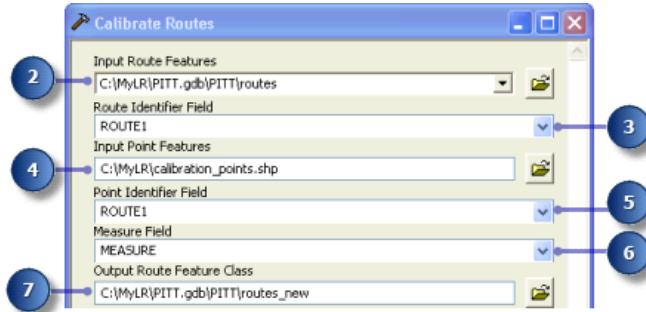 Calibrate Routes
Input Route Features
2
C:\MyLR\PITT.gdb\PITT\routes
Route Identifier Field
ROUTE1
3
Input Point Features
4
C:\MyLR\calibration_points.shp
Point Identifier Field
ROUTE1
5
Measure Field
MEASURE
6
Output Route Feature Class
7
C:\MyLR\PITT.gdb\PITT\routes_new